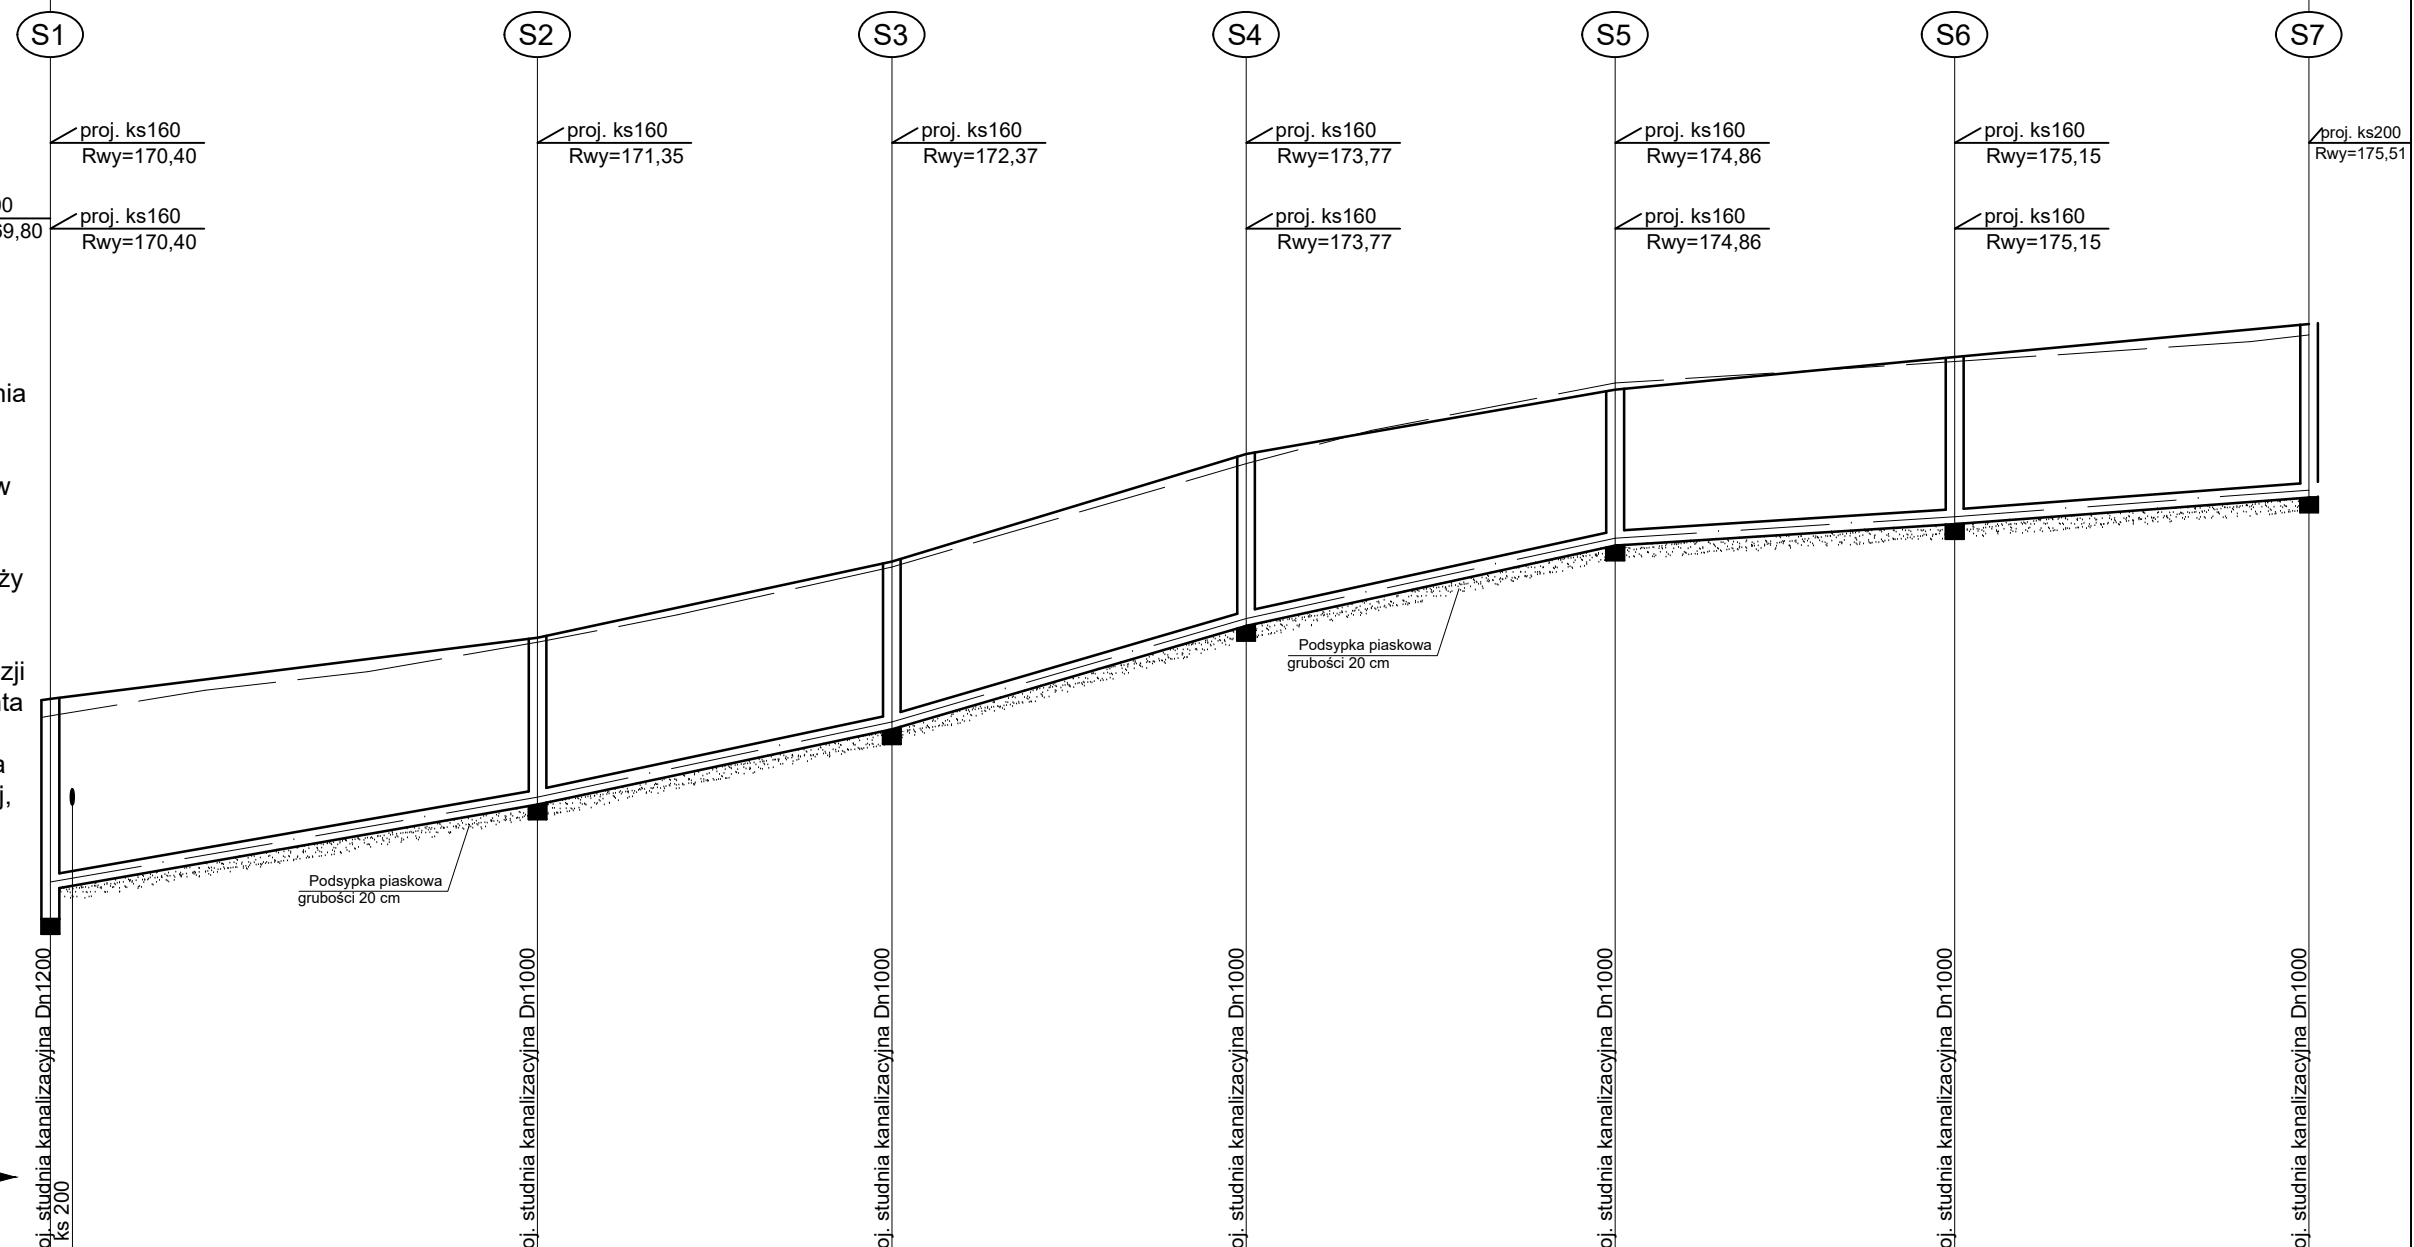 S1 S2 S3 S4 S5 S6 S7
proj. ks160 proj. ks160 proj. ks160 proj. ks160 proj. ks160 proj. ks160 proj. ks200
Rwy=170,40 Rwy=171,35 Rwy=172,37 Rwy=173,77 Rwy=174,86 Rwy=175,15 Rwy=175,51
proj. ks160 proj. ks160 proj. ks160 proj. ks160
Rwy=170,40 Rwy=173,77 Rwy=174,86 Rwy=175,15
Podsypka piaskowa
grubości 20 cm
Podsypka piaskowa
grubości 20 cm
studnia kanalizacyjna Dn1200
ks 200
studnia kanalizacyjna Dn1000
studnia kanalizacyjna Dn1000
studnia kanalizacyjna Dn1000
studnia kanalizacyjna Dn1000
studnia kanalizacyjna Dn1000
studnia kanalizacyjna Dn1000